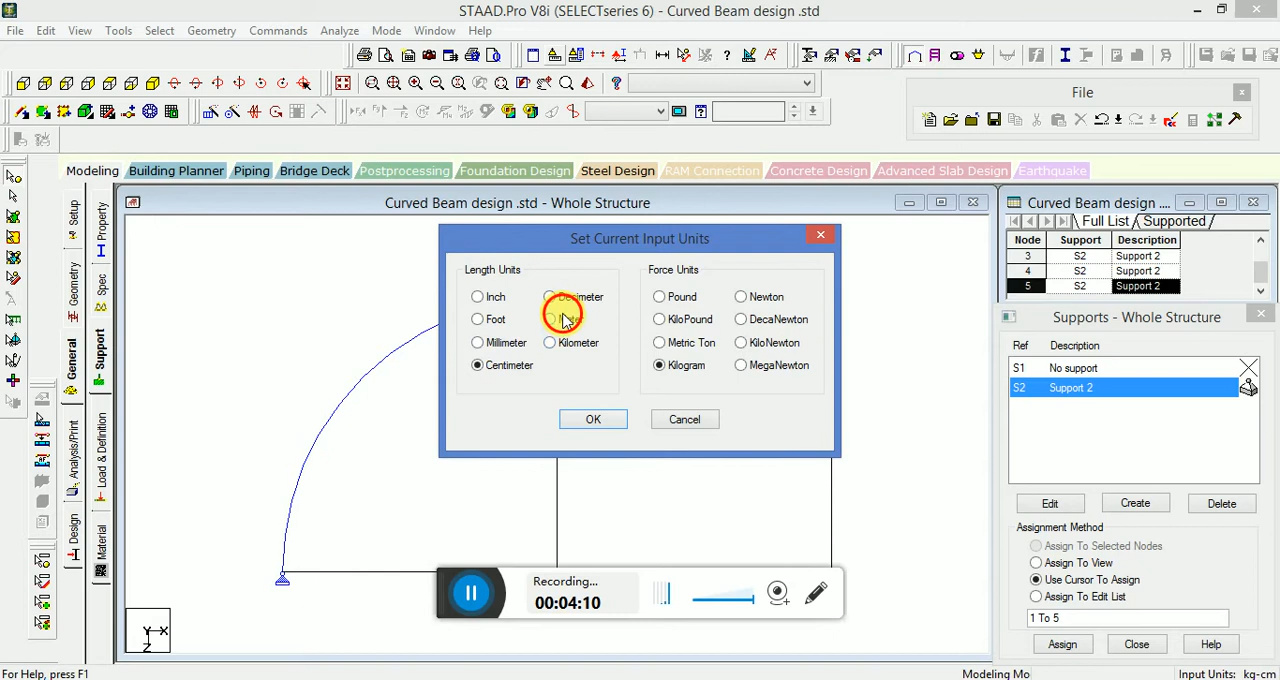 STAAD.Pro V8i (SELECTseries 6) - Curved Beam design .std
File Edit View Tools Select Geometry Commands Analyze Mode Window Help
File
Modeling Building Planner Piping Bridge Deck Postprocessing Foundation Design Steel Design RAM Connection Concrete Design Advanced Slab Design Earthquake
Curved Beam design .std - Whole Structure
Setup
Geometry
General
Analysis/Print
Design
Property
Spec
Support
Load & Definition
Material
Set Current Input Units
Length Units
Inch
Decimeter
Foot
Millimeter
Kilometer
Centimeter
Force Units
Pound
Newton
KiloPound
DecaNewton
Metric Ton
KiloNewton
Kilogram
MegaNewton
OK
Cancel
Recording...
00:04:10
Y X
Z
Curved Beam design ....
Full List Supported
Node Support Description
3 S2 Support 2
4 S2 Support 2
5 S2 Support 2
Supports - Whole Structure
Ref Description
S1 No support
S2 Support 2
Edit Create Delete
Assignment Method
Assign To Selected Nodes
Assign To View
Use Cursor To Assign
Assign To Edit List
1 To 5
Assign Close Help
For Help, press F1
Modeling Mo
Input Units: kg-cm